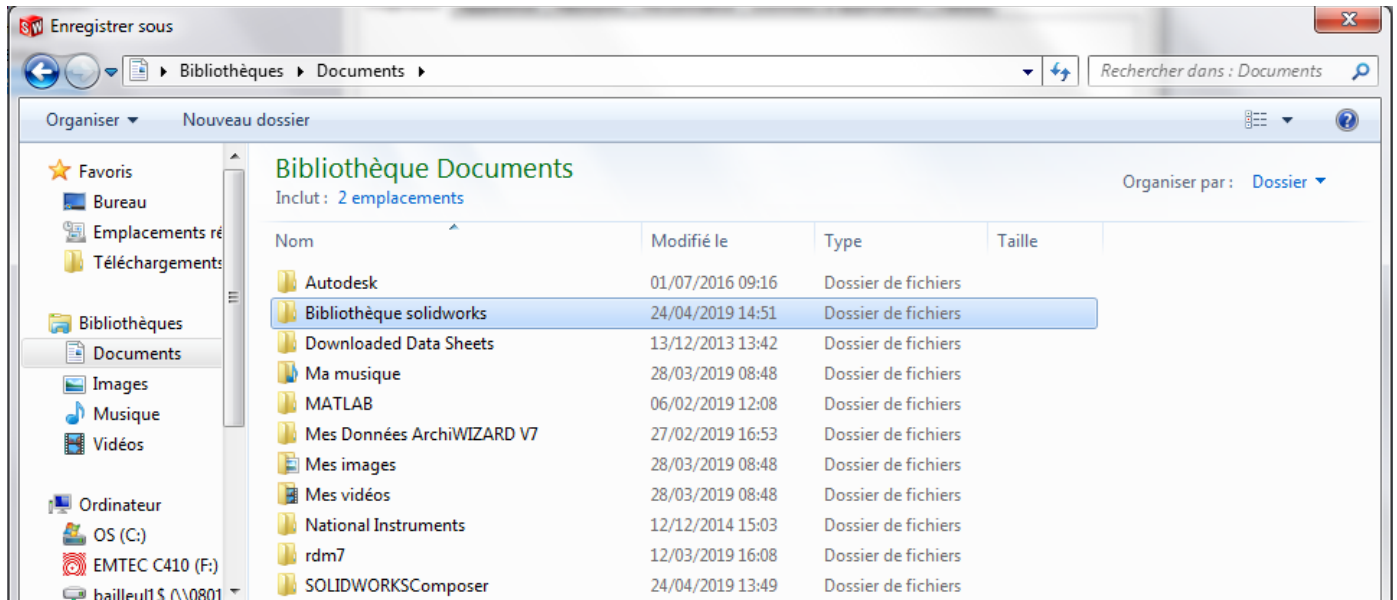 SW Enregistrer sous
Bibliothèques Documents
Rechercher dans : Documents
Organiser Nouveau dossier
Favoris
Bureau
Emplacements ré
Téléchargements
Bibliothèques
Documents
Images
Musique
Vidéos
Ordinateur
OS (C:)
EMTEC C410 (F:)
bailleul1$ (\\0801
Bibliothèque Documents
Inclut : 2 emplacements
Organiser par : Dossier
Nom Modifié le Type Taille
Autodesk 01/07/2016 09:16 Dossier de fichiers
Bibliothèque solidworks 24/04/2019 14:51 Dossier de fichiers
Downloaded Data Sheets 13/12/2013 13:42 Dossier de fichiers
Ma musique 28/03/2019 08:48 Dossier de fichiers
MATLAB 06/02/2019 12:08 Dossier de fichiers
Mes Données ArchiWIZARD V7 27/02/2019 16:53 Dossier de fichiers
Mes images 28/03/2019 08:48 Dossier de fichiers
Mes vidéos 28/03/2019 08:48 Dossier de fichiers
National Instruments 12/12/2014 15:03 Dossier de fichiers
rdm7 12/03/2019 16:08 Dossier de fichiers
SOLIDWORKSComposer 24/04/2019 13:49 Dossier de fichiers